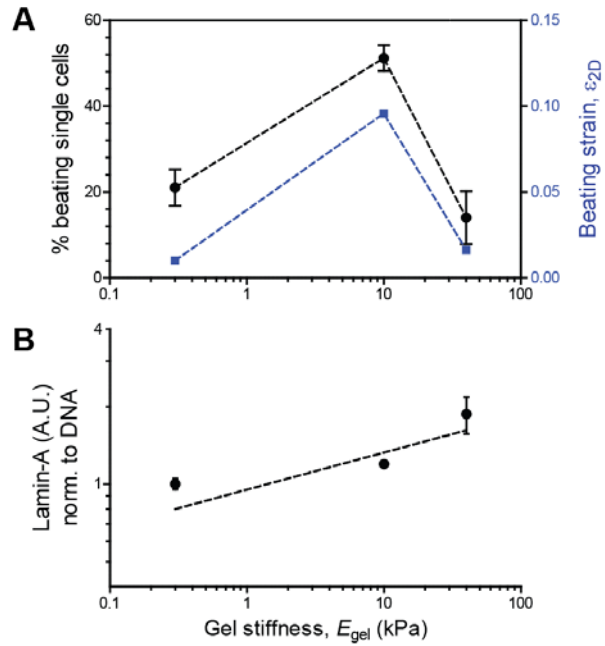 A
60
40
20
0
% beating single cells
0.15
0.10
0.05
0.00
Beating strain, ε2D
0.1
1
10
100
B
4
1
Lamin-A (A.U.)
norm. to DNA
0.1
1
10
100
Gel stiffness, Egel (kPa)